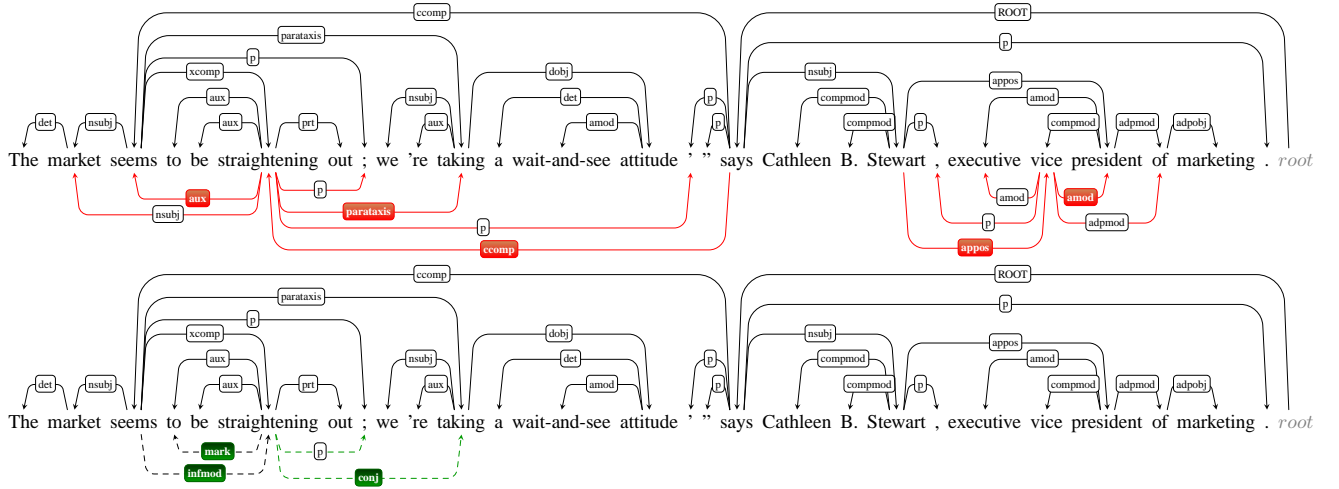 ccomp ROOT
parataxis p
p
xcomp dobj nsubj appos
aux det p compmod amod
det nsubj aux prt nsubj aux amod p compmod p compmod adpmod adpobj
The market seems to be straightening out ; we 're taking a wait-and-see attitude ' ” says Cathleen B. Stewart , executive vice president of marketing . root
aux p amod amod
nsubj parataxis p adpmod
p
ccomp appos
ccomp ROOT
parataxis p
p
xcomp dobj nsubj appos
aux det p compmod amod
det nsubj aux prt nsubj aux amod p compmod p compmod adpmod adpobj
The market seems to be straightening out ; we 're taking a wait-and-see attitude ' ” says Cathleen B. Stewart , executive vice president of marketing . root
mark p
infmod conj